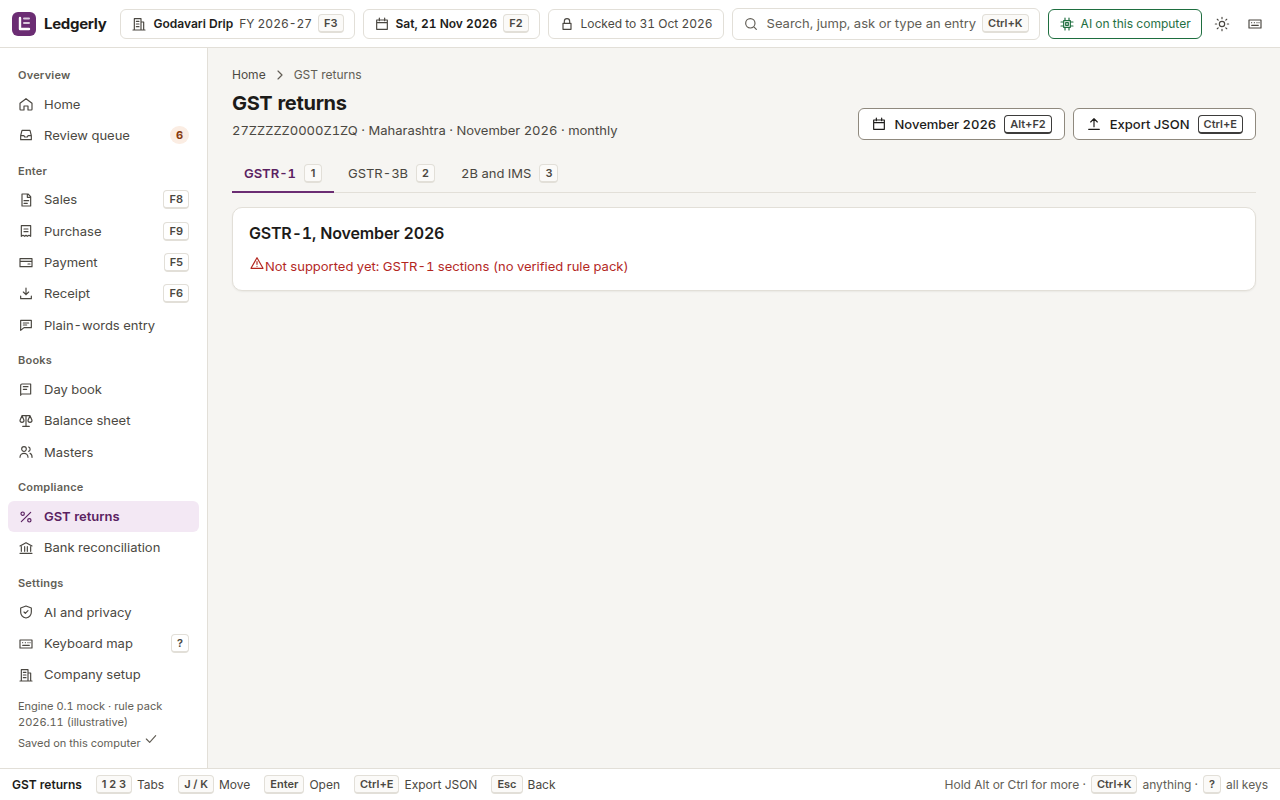 Ledgerly
Godavari Drip FY 2026-27 F3
Sat, 21 Nov 2026 F2
Locked to 31 Oct 2026
Search, jump, ask or type an entry Ctrl+K
AI on this computer
Overview
Home
Review queue 6
Enter
Sales F8
Purchase F9
Payment F5
Receipt F6
Plain-words entry
Books
Day book
Balance sheet
Masters
Compliance
GST returns
Bank reconciliation
Settings
AI and privacy
Keyboard map ?
Company setup
Engine 0.1 mock · rule pack
2026.11 (illustrative)
Saved on this computer
Home GST returns
GST returns
27ZZZZZ0000Z1ZQ · Maharashtra · November 2026 · monthly
November 2026 Alt+F2
Export JSON Ctrl+E
GSTR-1 1 GSTR-3B 2 2B and IMS 3
GSTR-1, November 2026
Not supported yet: GSTR-1 sections (no verified rule pack)
GST returns 1 2 3 Tabs J / K Move Enter Open Ctrl+E Export JSON Esc Back
Hold Alt or Ctrl for more · Ctrl+K anything · ? all keys